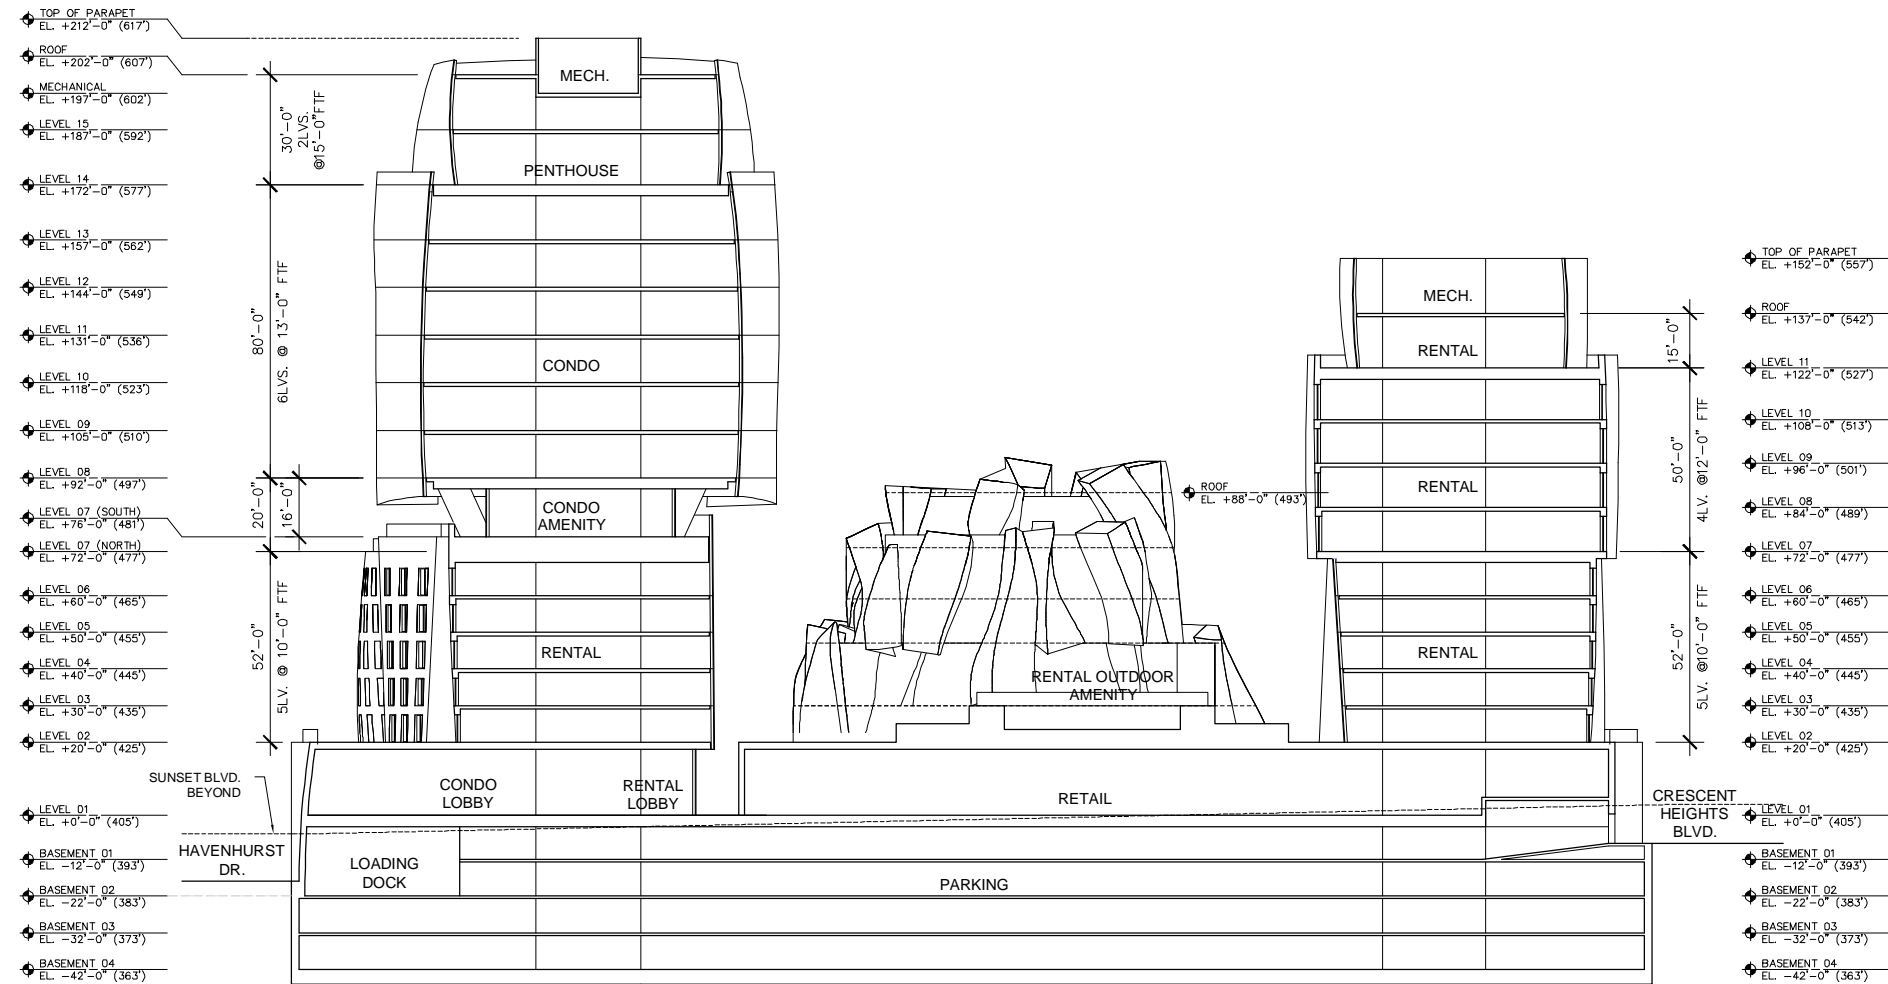 TOP OF PARAPET
EL. +212'-0" (617')
ROOF
EL. +202'-0" (607')
MECHANICAL
EL. +197'-0" (602')
LEVEL 15
EL. +187'-0" (592')
LEVEL 14
EL. +172'-0" (577')
LEVEL 13
EL. +157'-0" (562')
LEVEL 12
EL. +144'-0" (549')
LEVEL 11
EL. +131'-0" (536')
LEVEL 10
EL. +118'-0" (523')
LEVEL 09
EL. +105'-0" (510')
LEVEL 08
EL. +92'-0" (497')
LEVEL 07 (SOUTH)
EL. +76'-0" (481')
LEVEL 07 (NORTH)
EL. +72'-0" (477')
LEVEL 06
EL. +60'-0" (465')
LEVEL 05
EL. +50'-0" (455')
LEVEL 04
EL. +40'-0" (445')
LEVEL 03
EL. +30'-0" (435')
LEVEL 02
EL. +20'-0" (425')
SUNSET BLVD.
BEYOND
LEVEL 01
EL. +0'-0" (405')
HAVENHURST
DR.
BASEMENT 01
EL. -12'-0" (393')
BASEMENT 02
EL. -22'-0" (383')
BASEMENT 03
EL. -32'-0" (373')
BASEMENT 04
EL. -42'-0" (363')
30'-0"
2LVS.
@15'-0"FTF
80'-0"
6LVS. @ 13'-0" FTF
20'-0"
16'-0"
52'-0"
5LV. @ 10'-0" FTF
MECH.
PENTHOUSE
CONDO
CONDO
AMENITY
RENTAL
CONDO
LOBBY
RENTAL
LOBBY
LOADING
DOCK
ROOF
EL. +88'-0" (493')
RENTAL OUTDOOR
AMENITY
RETAIL
PARKING
MECH.
RENTAL
RENTAL
RENTAL
15'-0"
50'-0"
4LV. @12'-0" FTF
52'-0"
5LV. @10'-0" FTF
CRESCENT
HEIGHTS
BLVD.
TOP OF PARAPET
EL. +152'-0" (557')
ROOF
EL. +137'-0" (542')
LEVEL 11
EL. +122'-0" (527')
LEVEL 10
EL. +108'-0" (513')
LEVEL 09
EL. +96'-0" (501')
LEVEL 08
EL. +84'-0" (489')
LEVEL 07
EL. +72'-0" (477')
LEVEL 06
EL. +60'-0" (465')
LEVEL 05
EL. +50'-0" (455')
LEVEL 04
EL. +40'-0" (445')
LEVEL 03
EL. +30'-0" (435')
LEVEL 02
EL. +20'-0" (425')
LEVEL 01
EL. +0'-0" (405')
BASEMENT 01
EL. -12'-0" (393')
BASEMENT 02
EL. -22'-0" (383')
BASEMENT 03
EL. -32'-0" (373')
BASEMENT 04
EL. -42'-0" (363')